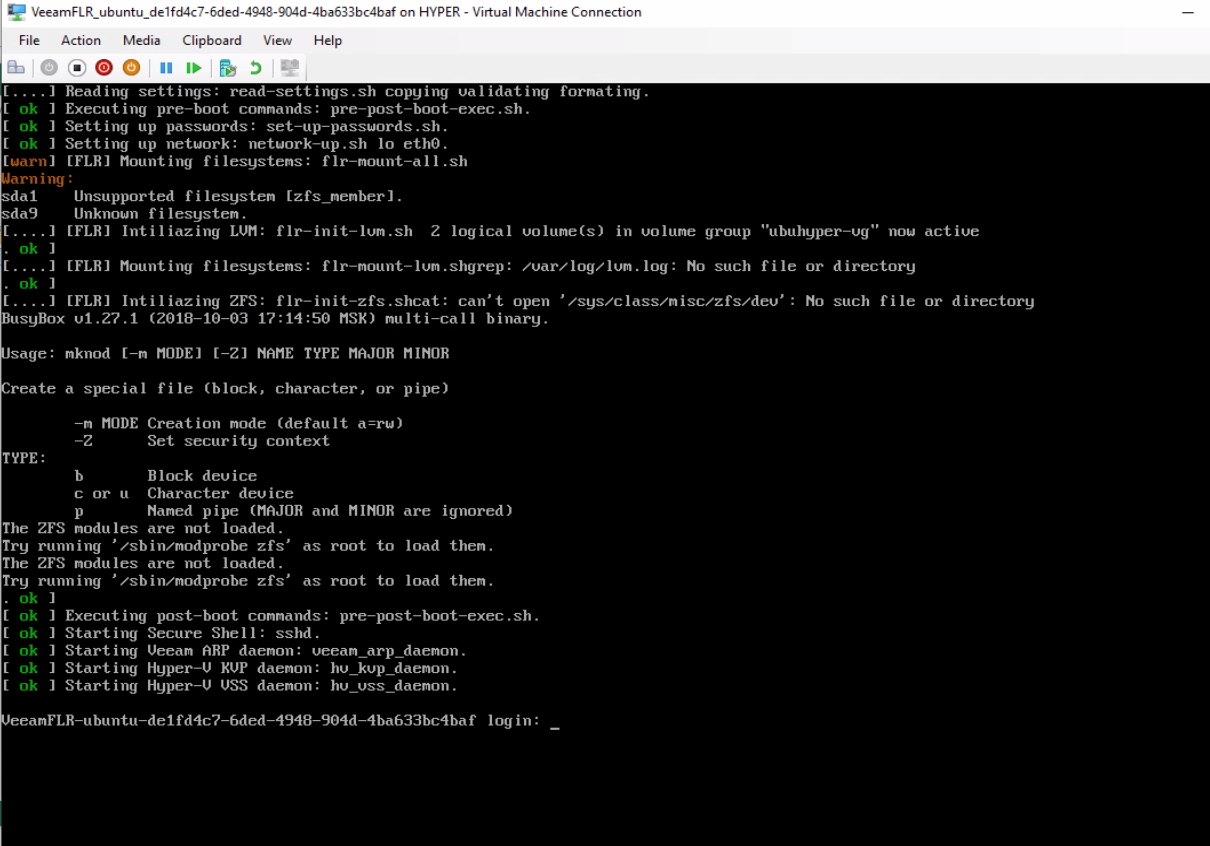 VeeamFLR_ubuntu_de1fd4c7-6ded-4948-904d-4ba633bc4baf on HYPER - Virtual Machine Connection
File Action Media Clipboard View Help
[....] Reading settings: read-settings.sh copying validating formating.
[ ok ] Executing pre-boot commands: pre-post-boot-exec.sh.
[ ok ] Setting up passwords: set-up-passwords.sh.
[ ok ] Setting up network: network-up.sh lo eth0.
[warn] [FLR] Mounting filesystems: flr-mount-all.sh
Warning:
sda1    Unsupported filesystem [zfs_member].
sda9    Unknown filesystem.
[....] [FLR] Intiliazing LVM: flr-init-lvm.sh  2 logical volume(s) in volume group "ubuhyper-vg" now active
. ok ]
[....] [FLR] Mounting filesystems: flr-mount-lvm.shgrep: /var/log/lvm.log: No such file or directory
. ok ]
[....] [FLR] Intiliazing ZFS: flr-init-zfs.shcat: can't open '/sys/class/misc/zfs/dev': No such file or directory
BusyBox v1.27.1 (2018-10-03 17:14:50 MSK) multi-call binary.
Usage: mknod [-m MODE] [-Z] NAME TYPE MAJOR MINOR
Create a special file (block, character, or pipe)
-m MODE Creation mode (default a=rw)
-Z      Set security context
TYPE:
b       Block device
c or u  Character device
p       Named pipe (MAJOR and MINOR are ignored)
The ZFS modules are not loaded.
Try running '/sbin/modprobe zfs' as root to load them.
The ZFS modules are not loaded.
Try running '/sbin/modprobe zfs' as root to load them.
. ok ]
[ ok ] Executing post-boot commands: pre-post-boot-exec.sh.
[ ok ] Starting Secure Shell: sshd.
[ ok ] Starting Veeam ARP daemon: veeam_arp_daemon.
[ ok ] Starting Hyper-V KVP daemon: hv_kvp_daemon.
[ ok ] Starting Hyper-V VSS daemon: hv_vss_daemon.
VeeamFLR-ubuntu-de1fd4c7-6ded-4948-904d-4ba633bc4baf login: _